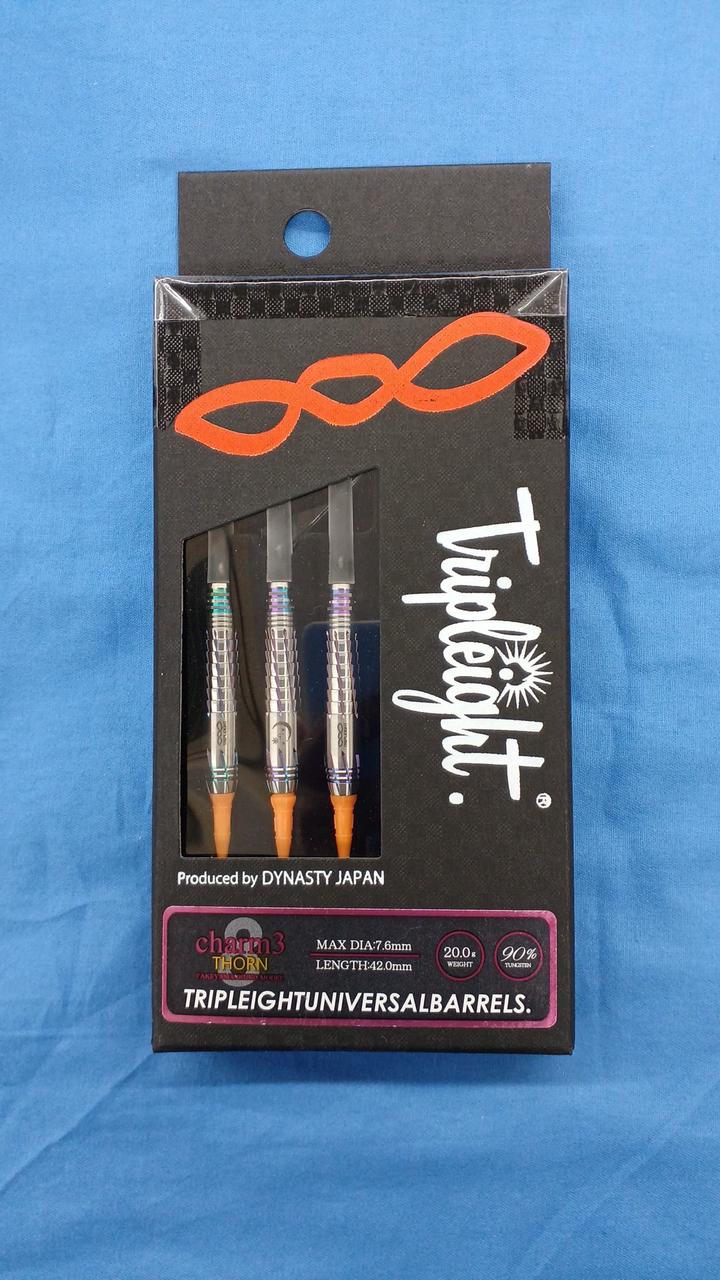 Tripleight.
®
Produced by DYNASTY JAPAN
charm3
THORN
MAX DIA:7.6mm
LENGTH:42.0mm
20.0g
WEIGHT
90%
TUNGSTEN
TRIPLEIGHTUNIVERSALBARRELS.